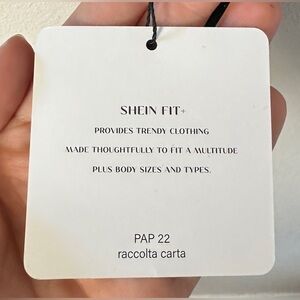 SHEIN FIT+
PROVIDES TRENDY CLOTHING
MADE THOUGHTFULLY TO FIT A MULTITUDE
PLUS BODY SIZES AND TYPES.
PAP 22
raccolta carta